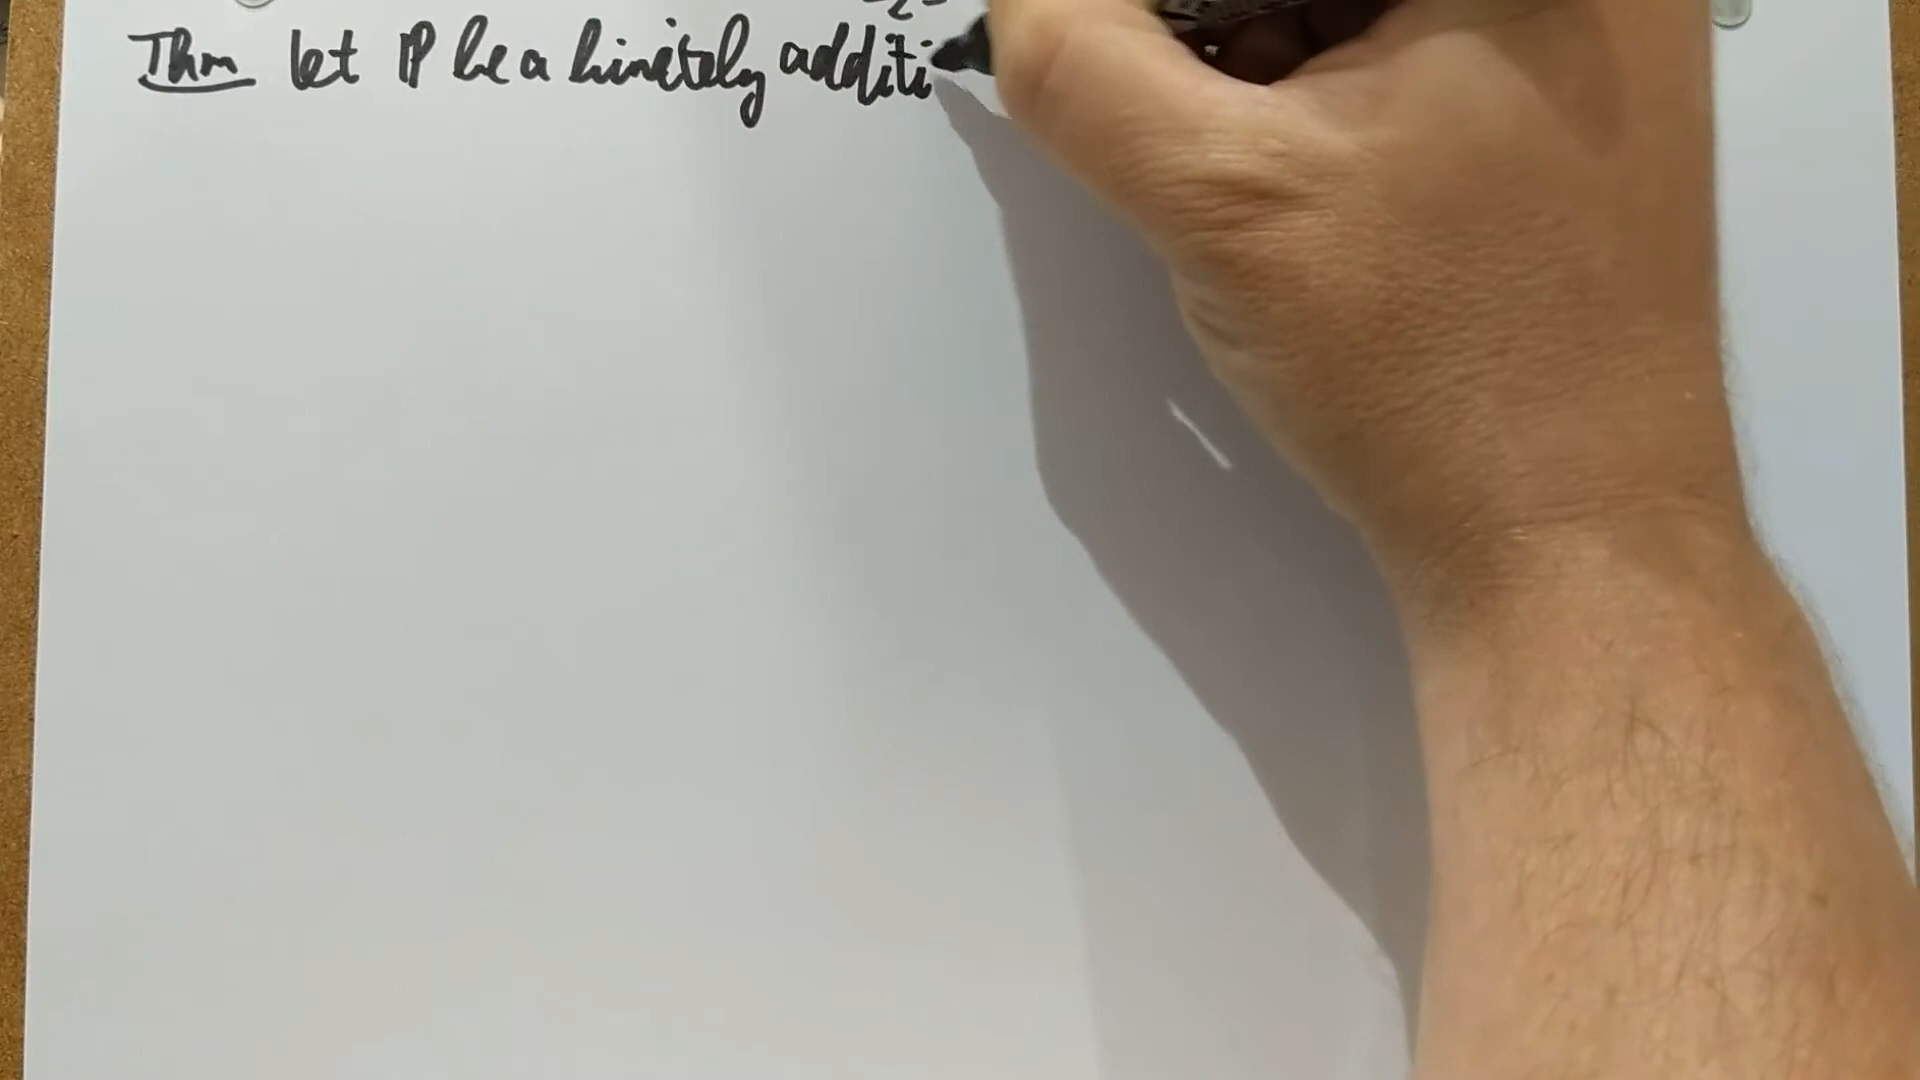 Thm let ℙ be a finitely additi